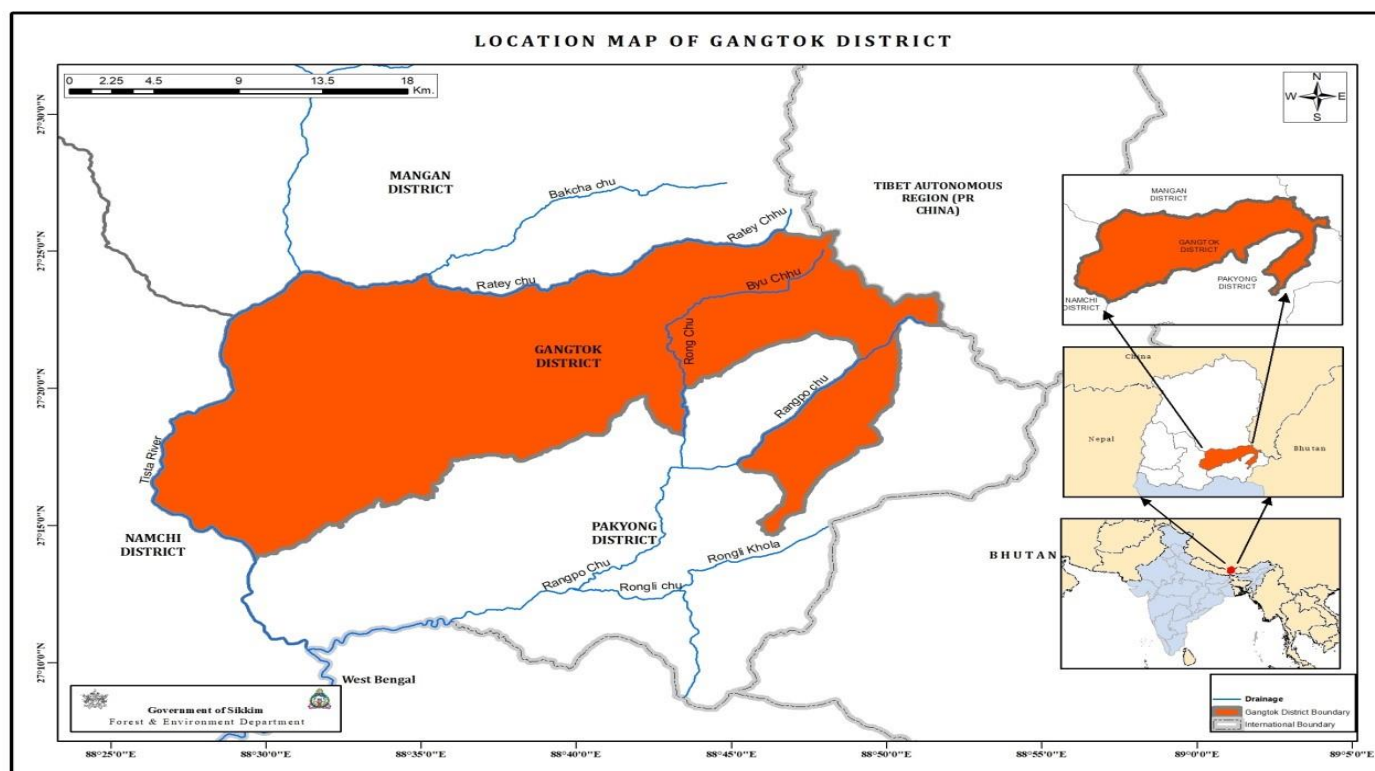 LOCATION MAP OF GANGTOK DISTRICT
0 2.25 4.5 9 13.5 18
Km.
N
W E
S
27°30'0"N
27°25'0"N
27°20'0"N
27°15'0"N
27°10'0"N
MANGAN
DISTRICT
Bakcha chu
TIBET AUTONOMOUS
REGION (PR
CHINA)
Ratey Chhu
Ratey chu
Byu Chhu
GANGTOK
DISTRICT
Rong Chu
Rangpo chu
Tista River
NAMCHI
DISTRICT
PAKYONG
DISTRICT
Rongli Khola
Rangpo Chu
Rongli chu
BHUTAN
West Bengal
MANGAN
DISTRICT
GANGTOK
DISTRICT
PAKYONG
DISTRICT
NAMCHI
DISTRICT
China
Nepal
Bhutan
Government of Sikkim
Forest & Environment Department
Drainage
Gangtok District Boundary
International Boundary
88°25'0"E 88°30'0"E 88°35'0"E 88°40'0"E 88°45'0"E 88°50'0"E 88°55'0"E 89°0'0"E 89°5'0"E